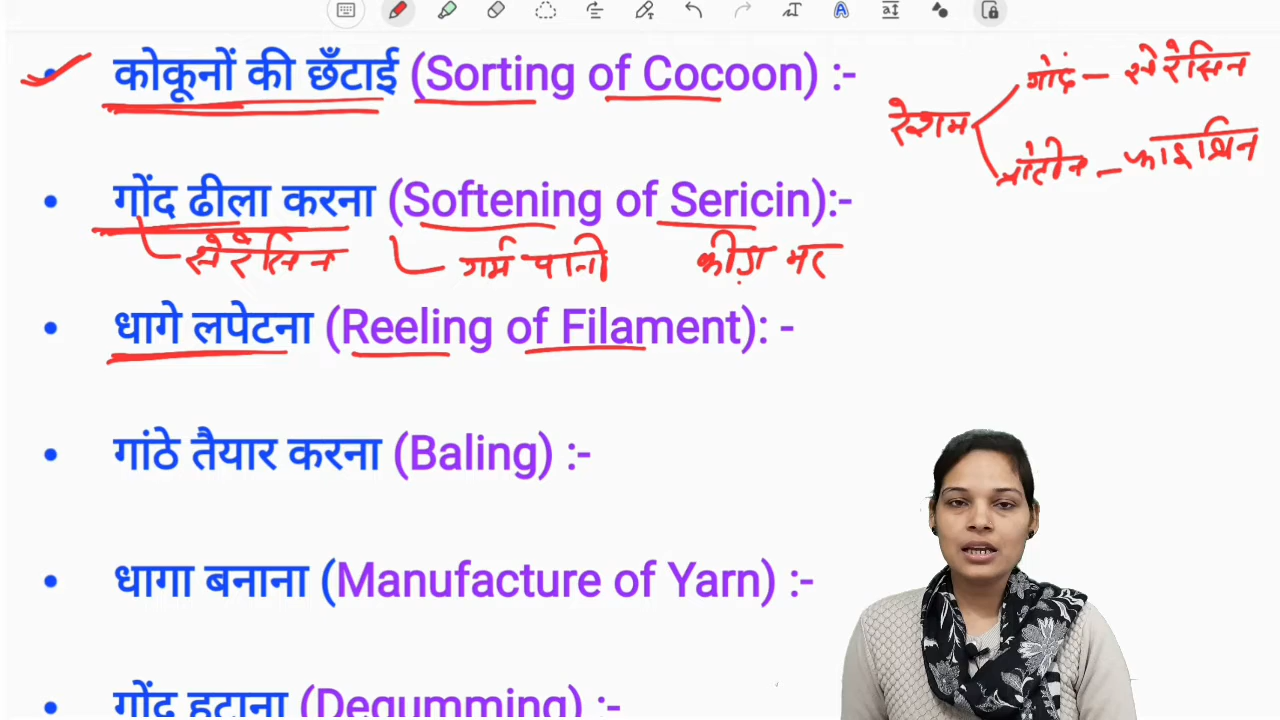 कोकूनों की छँटाई (Sorting of Cocoon) :-
रेशम
गोंद – सेरेसिन
प्रोटीन – फाइब्रिन
गोंद ढीला करना (Softening of Sericin):-
सेरेसिन
गर्म पानी
कीड़ा मर
धागे लपेटना (Reeling of Filament): -
गांठे तैयार करना (Baling) :-
धागा बनाना (Manufacture of Yarn) :-
गोंद हटाना (Degumming) :-